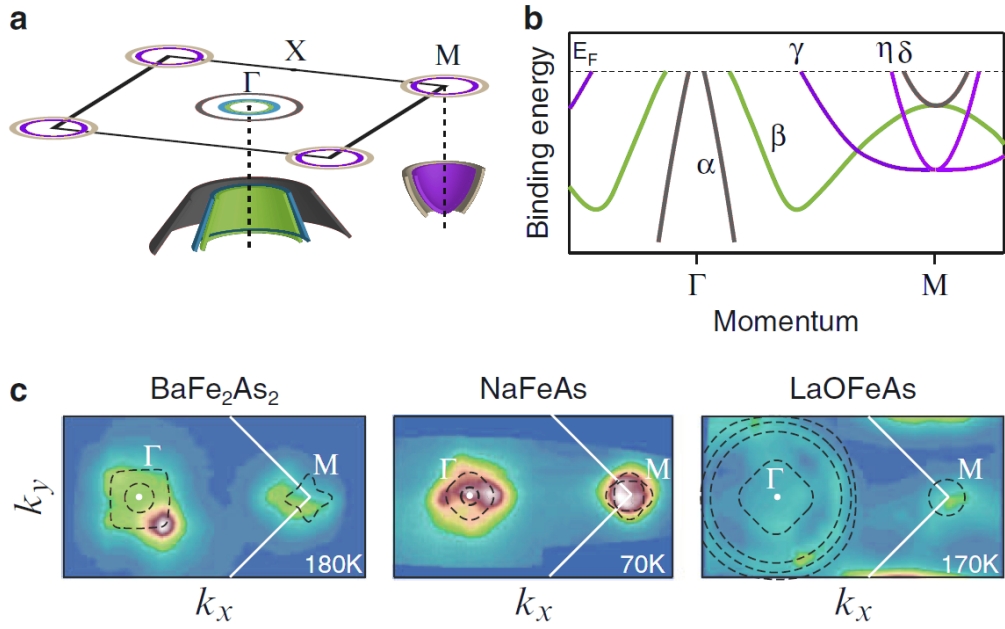 a
X
M
Γ
b
E_F
γ
ηδ
β
α
Binding energy
Γ
M
Momentum
c
BaFe₂As₂
NaFeAs
LaOFeAs
Γ
M
180K
Γ
M
70K
Γ
M
170K
k_y
k_x
k_x
k_x